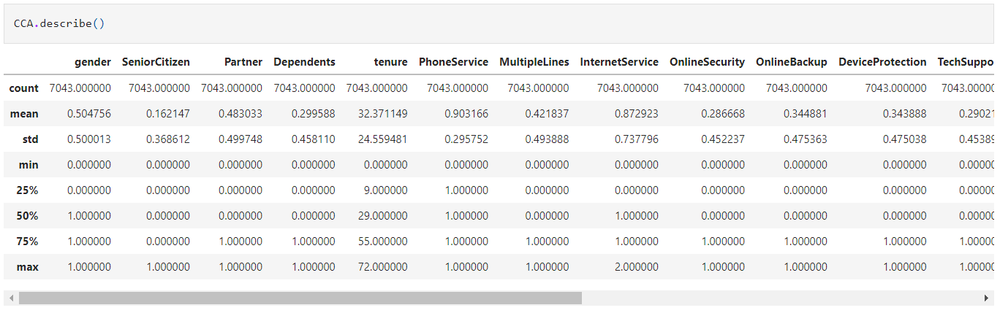 CCA.describe()
gender SeniorCitizen Partner Dependents tenure PhoneService MultipleLines InternetService OnlineSecurity OnlineBackup DeviceProtection TechSuppo
count 7043.000000 7043.000000 7043.000000 7043.000000 7043.000000 7043.000000 7043.000000 7043.000000 7043.000000 7043.000000 7043.000000 7043.00000
mean 0.504756 0.162147 0.483033 0.299588 32.371149 0.903166 0.421837 0.872923 0.286668 0.344881 0.343888 0.29021
std 0.500013 0.368612 0.499748 0.458110 24.559481 0.295752 0.493888 0.737796 0.452237 0.475363 0.475038 0.45389
min 0.000000 0.000000 0.000000 0.000000 0.000000 0.000000 0.000000 0.000000 0.000000 0.000000 0.000000 0.00000
25% 0.000000 0.000000 0.000000 0.000000 9.000000 1.000000 0.000000 0.000000 0.000000 0.000000 0.000000 0.00000
50% 1.000000 0.000000 0.000000 0.000000 29.000000 1.000000 0.000000 1.000000 0.000000 0.000000 0.000000 0.00000
75% 1.000000 0.000000 1.000000 1.000000 55.000000 1.000000 1.000000 1.000000 1.000000 1.000000 1.000000 1.00000
max 1.000000 1.000000 1.000000 1.000000 72.000000 1.000000 1.000000 2.000000 1.000000 1.000000 1.000000 1.00000